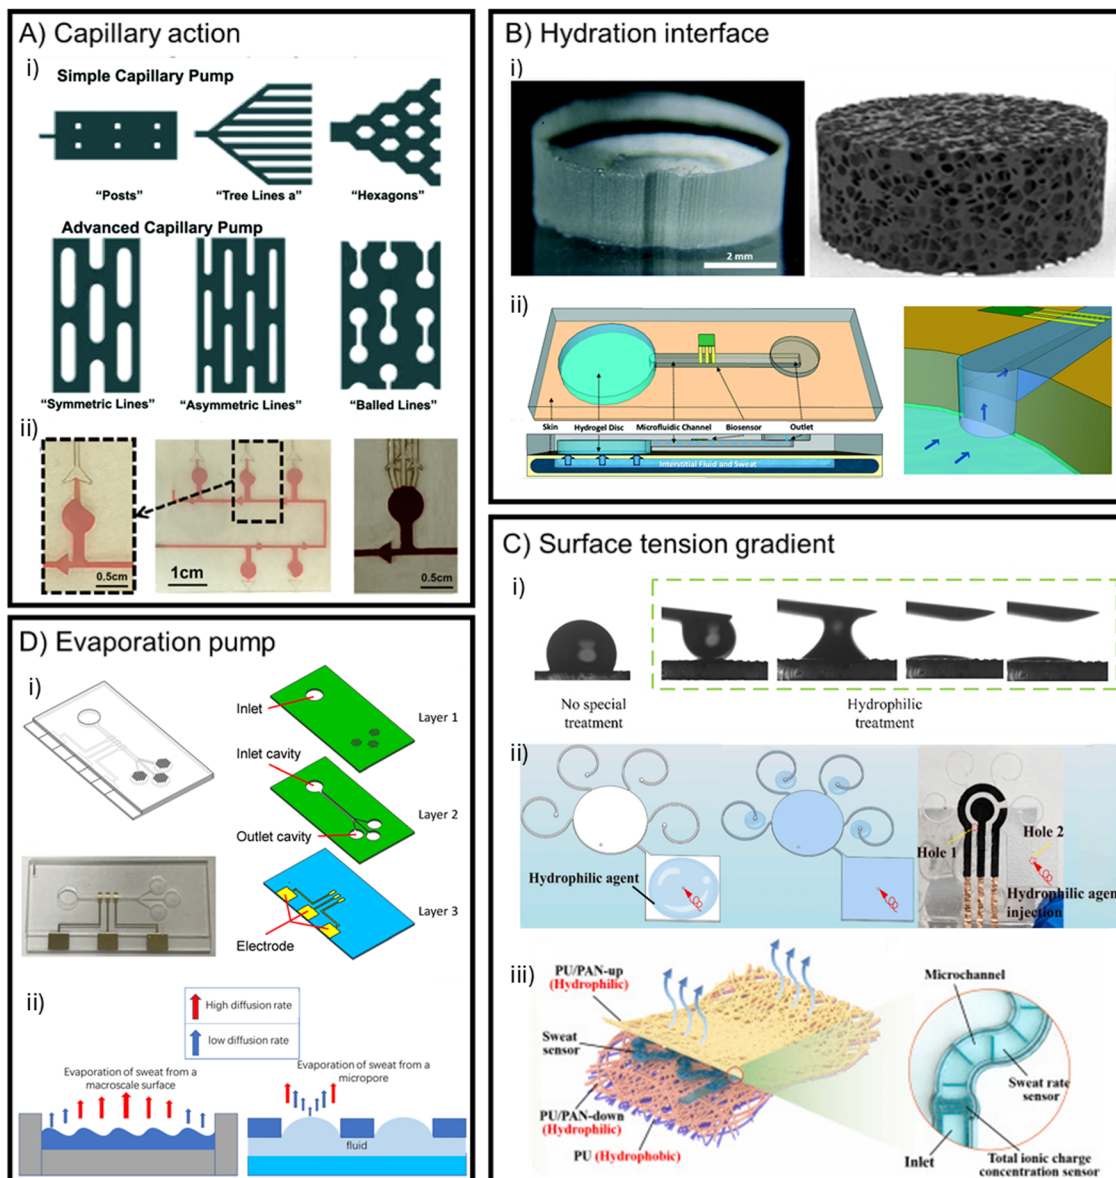 A) Capillary action
i)
Simple Capillary Pump
"Posts"
"Tree Lines a"
"Hexagons"
Advanced Capillary Pump
"Symmetric Lines"
"Asymmetric Lines"
"Balled Lines"
ii)
0.5cm
1cm
0.5cm
B) Hydration interface
i)
2 mm
ii)
Skin
Hydrogel Disc
Microfluidic Channel
Biosensor
Outlet
Interstitial Fluid and Sweat
C) Surface tension gradient
i)
No special
treatment
Hydrophilic
treatment
ii)
Hydrophilic agent
Hole 1
Hole 2
Hydrophilic agen
injection
iii)
PU/PAN-up
(Hydrophilic)
Sweat
sensor
PU/PAN-down
(Hydrophilic)
PU (Hydrophobic)
Microchannel
Sweat rate
sensor
Inlet
Total ionic charge
concentration sensor
D) Evaporation pump
i)
Inlet
Layer 1
Inlet cavity
Layer 2
Outlet cavity
Layer 3
Electrode
ii)
High diffusion rate
low diffusion rate
Evaporation of sweat from a
macroscale surface
Evaporation of sweat from a
micropore
fluid